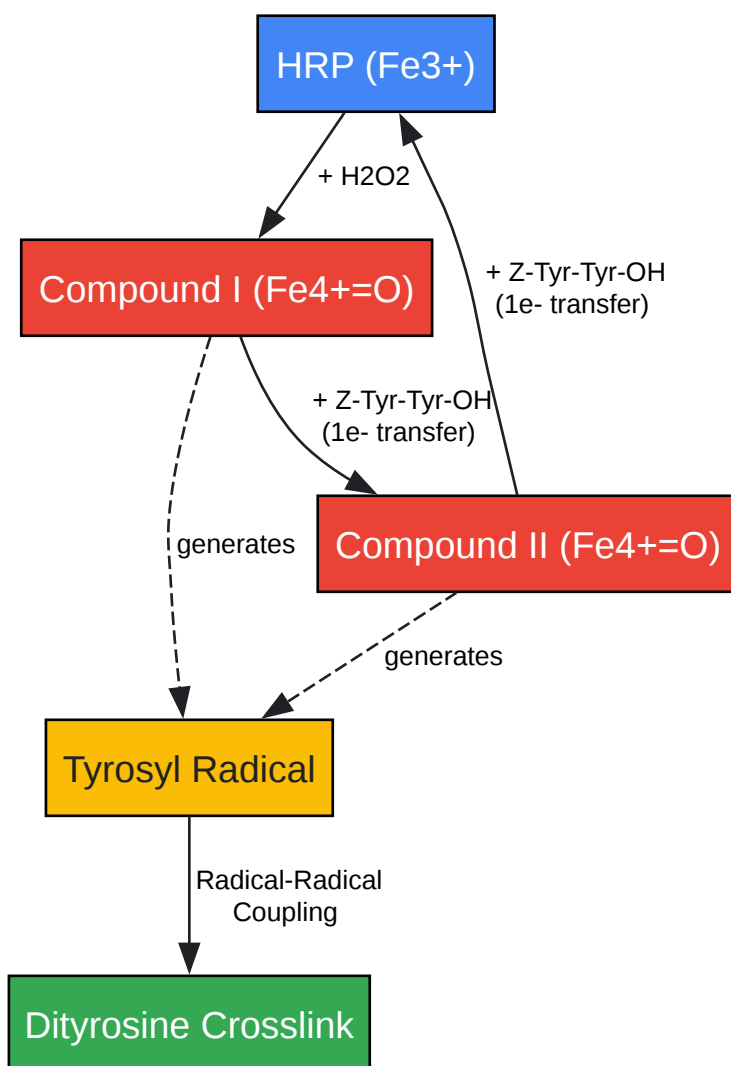 HRP (Fe3+)
+ H2O2
Compound I (Fe4+=O)
+ Z-Tyr-Tyr-OH
(1e- transfer)
+ Z-Tyr-Tyr-OH
(1e- transfer)
generates
Compound II (Fe4+=O)
generates
Tyrosyl Radical
Radical-Radical
Coupling
Dityrosine Crosslink